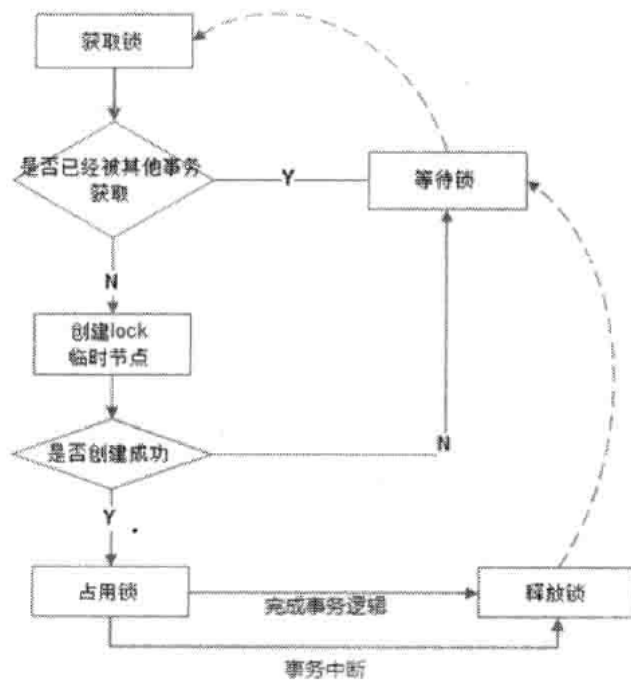 获取锁
是否已经被其他事务
获取
Y
等待锁
N
创建lock
临时节点
是否创建成功
N
Y
占用锁
完成事务逻辑
释放锁
事务中断